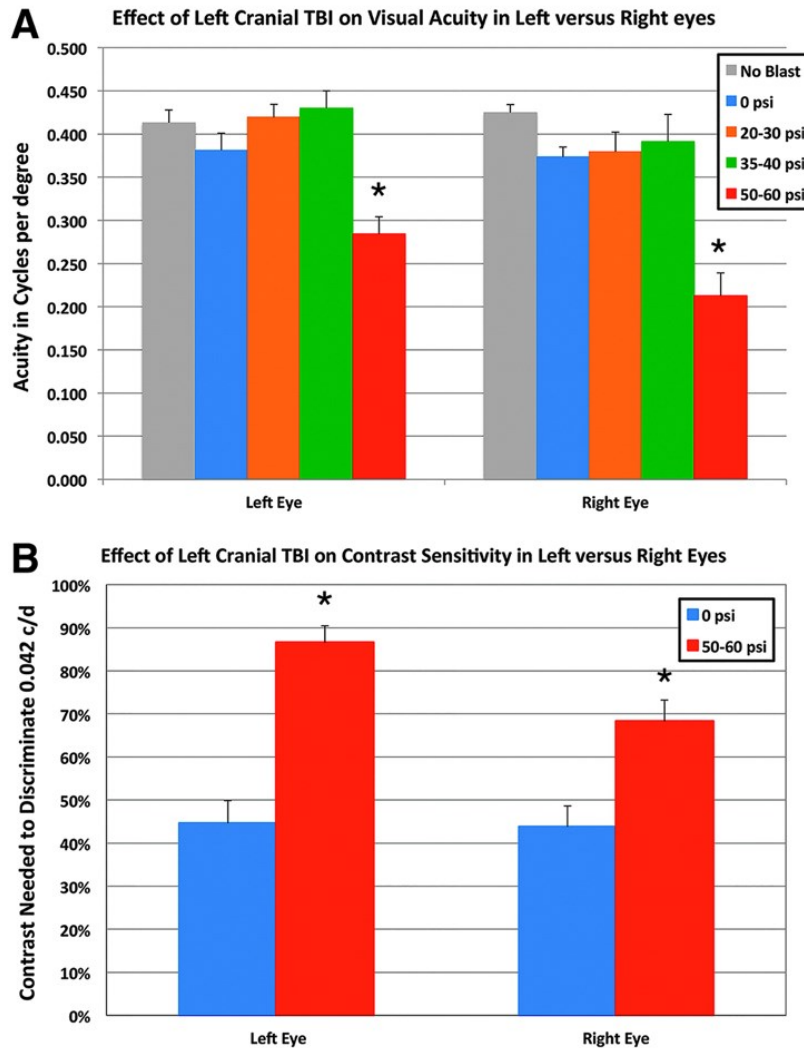 A
Effect of Left Cranial TBI on Visual Acuity in Left versus Right eyes
Acuity in Cycles per degree
0.500
0.450
0.400
0.350
0.300
0.250
0.200
0.150
0.100
0.050
0.000
No Blast
0 psi
20-30 psi
35-40 psi
50-60 psi
*
*
Left Eye
Right Eye
B
Effect of Left Cranial TBI on Contrast Sensitivity in Left versus Right Eyes
Contrast Needed to Discriminate 0.042 c/d
100%
90%
80%
70%
60%
50%
40%
30%
20%
10%
0%
0 psi
50-60 psi
*
*
Left Eye
Right Eye